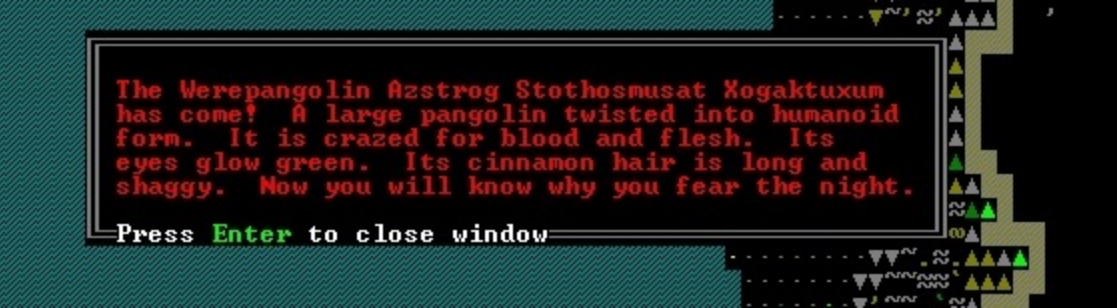 The Werepangolin Azstrog Stothosmusat Xogaktuxum
has come!  A large pangolin twisted into humanoid
form.  It is crazed for blood and flesh.  Its
eyes glow green.  Its cinnamon hair is long and
shaggy.  Now you will know why you fear the night.
Press Enter to close window